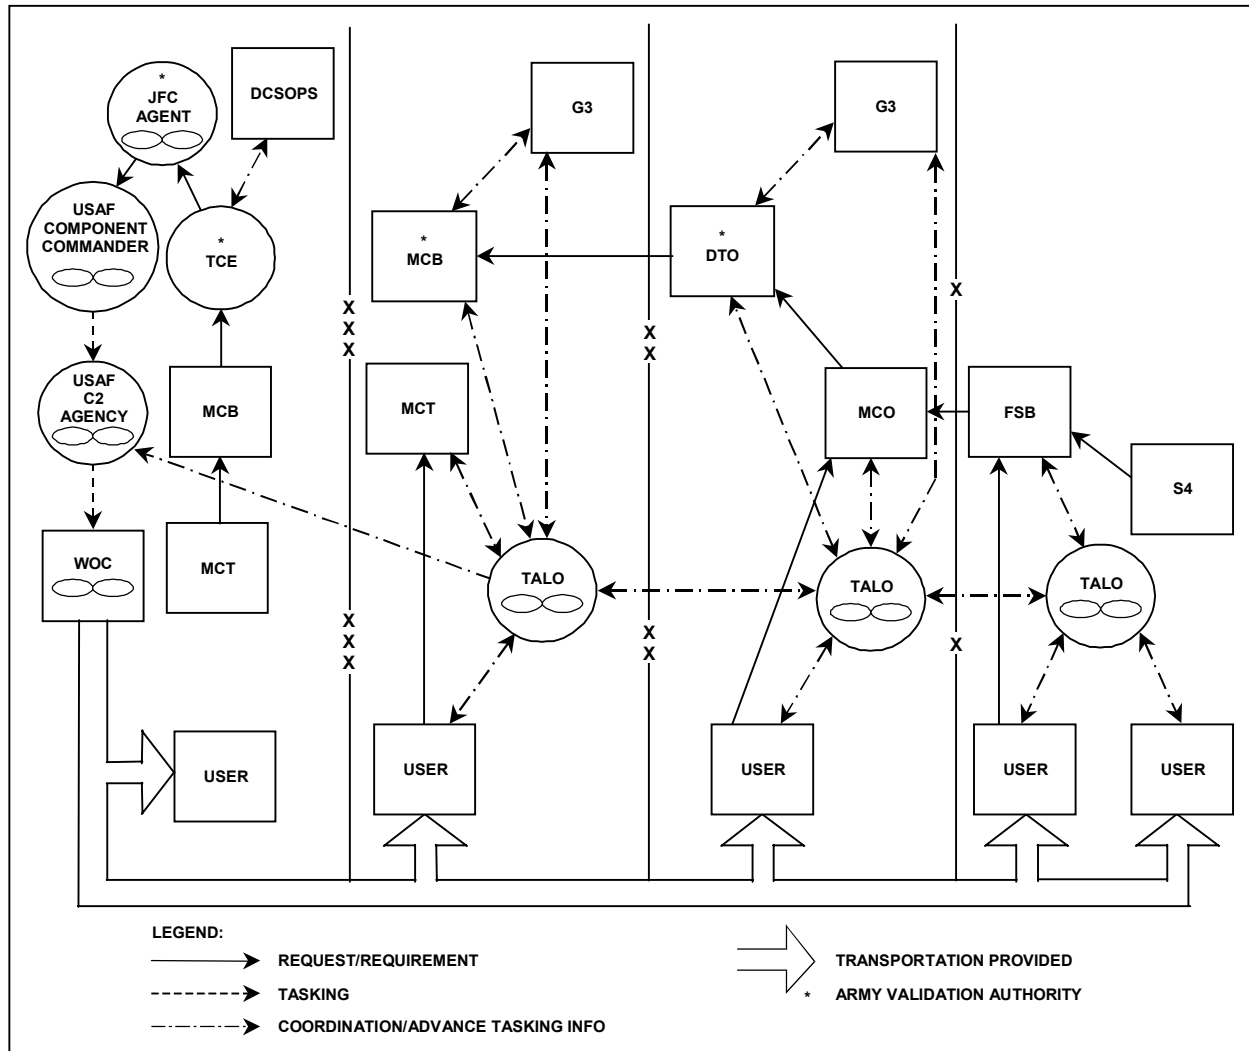 *
JFC
AGENT
DCSOPS
USAF
COMPONENT
COMMANDER
*
TCE
USAF
C2
AGENCY
MCB
WOC
MCT
USER
X
X
X
X
X
X
G3
*
MCB
MCT
TALO
USER
X
X
X
X
G3
*
DTO
MCO
TALO
USER
X
X
FSB
S4
TALO
USER
USER
LEGEND:
REQUEST/REQUIREMENT
TASKING
COORDINATION/ADVANCE TASKING INFO
TRANSPORTATION PROVIDED
* ARMY VALIDATION AUTHORITY